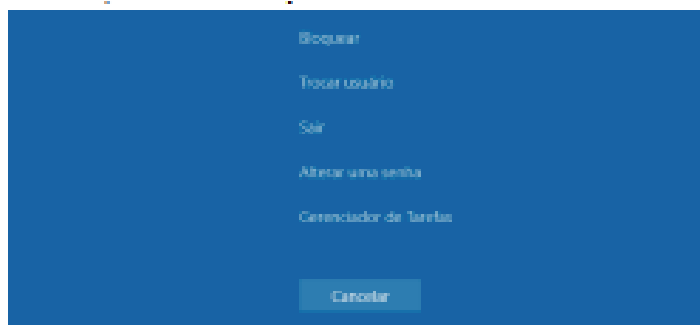 Bloquear
Trocar usuário
Sair
Alterar uma senha
Gerenciador de Tarefas
Cancelar